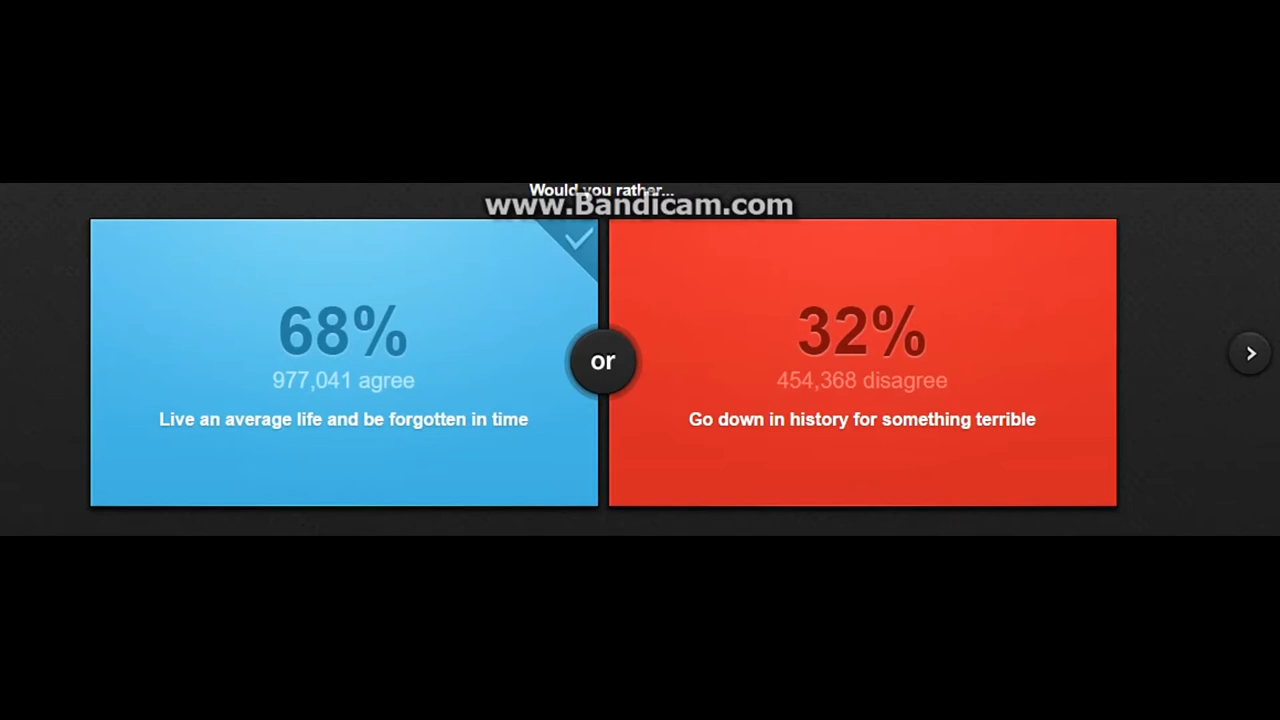 Would you rather...
www.Bandicam.com
68%
977,041 agree
Live an average life and be forgotten in time
or
32%
454,368 disagree
Go down in history for something terrible